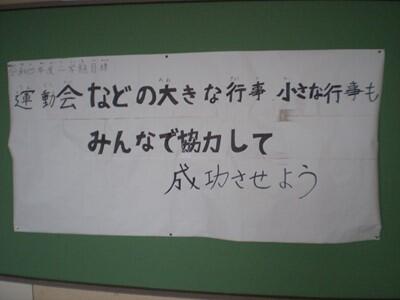 運動会などの大きな行事 小さな行事も
みんなで協力して
成功させよう